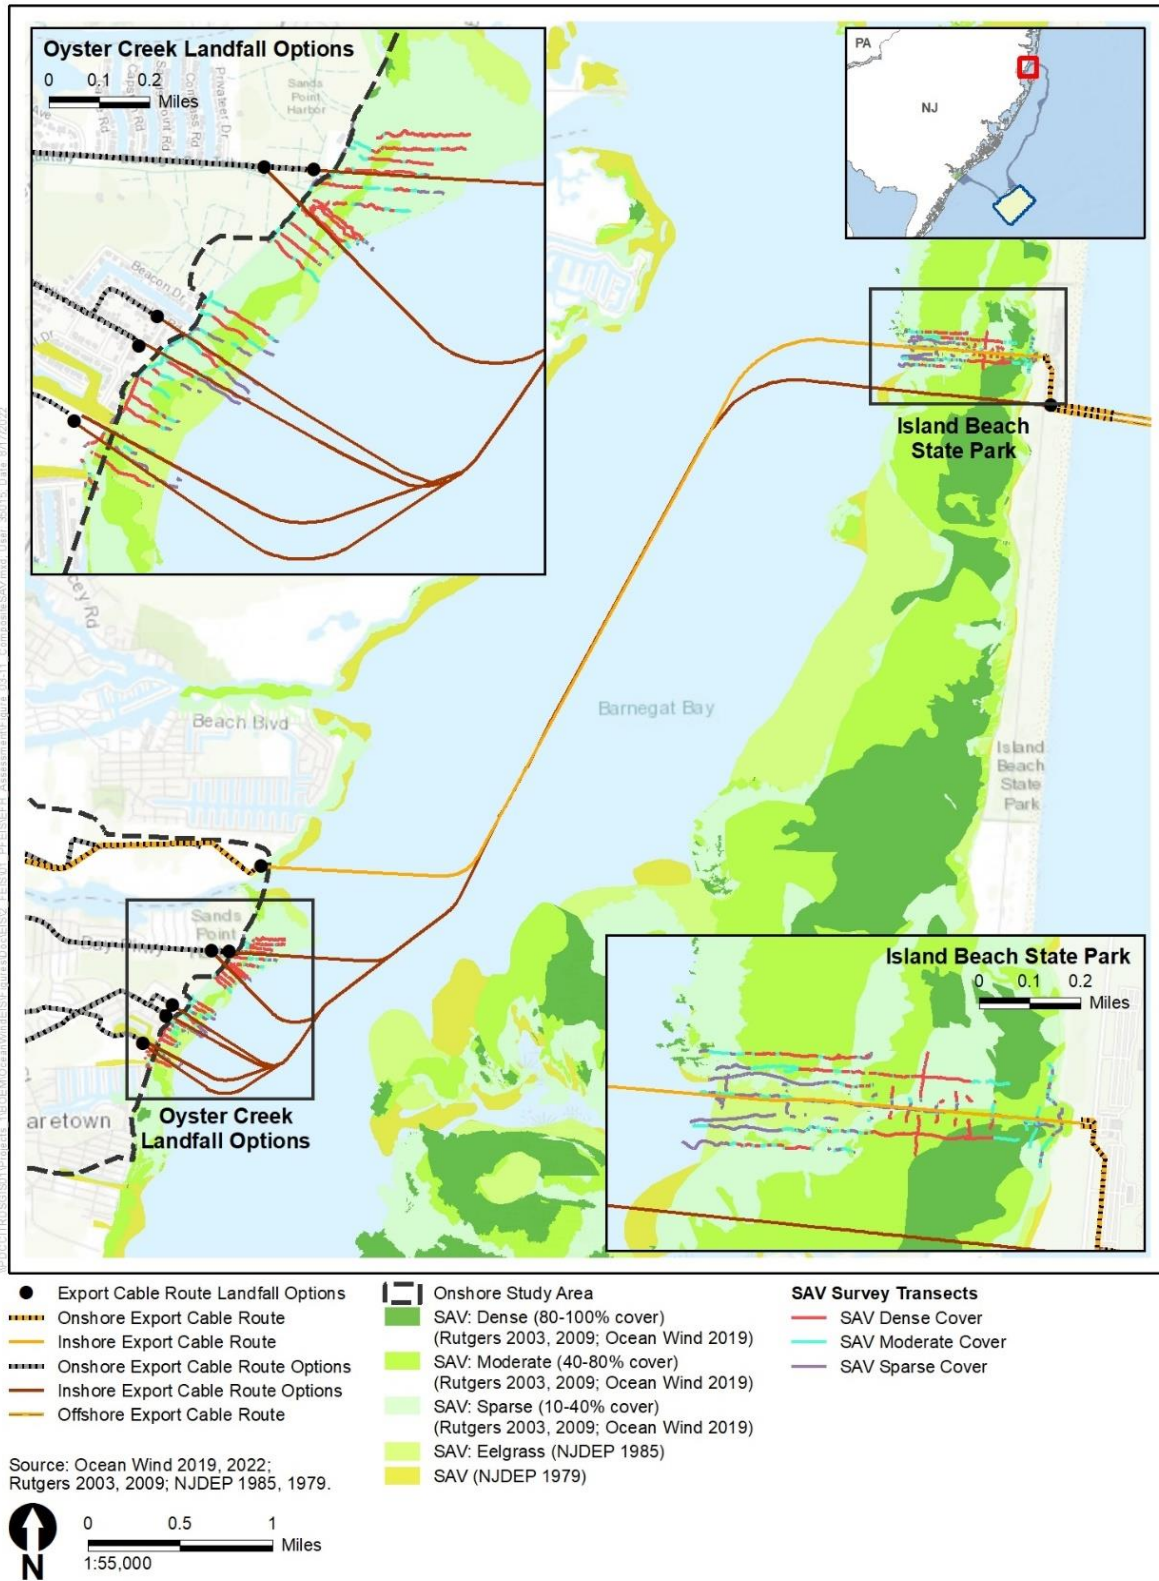 Oyster Creek Landfall Options
0 0.1 0.2
Miles
Sands
Point
Harbor
Privateer Dr
Beacon Dr
PA
NJ
Island Beach
State Park
Barnegat Bay
Island
Beach
State
Park
Beach Blvd
Sands
Point
Oyster Creek
Landfall Options
aretown
Island Beach State Park
0 0.1 0.2
Miles
Export Cable Route Landfall Options
Onshore Export Cable Route
Inshore Export Cable Route
Onshore Export Cable Route Options
Inshore Export Cable Route Options
Offshore Export Cable Route
Source: Ocean Wind 2019, 2022;
Rutgers 2003, 2009; NJDEP 1985, 1979.
Onshore Study Area
SAV: Dense (80-100% cover)
(Rutgers 2003, 2009; Ocean Wind 2019)
SAV: Moderate (40-80% cover)
(Rutgers 2003, 2009; Ocean Wind 2019)
SAV: Sparse (10-40% cover)
(Rutgers 2003, 2009; Ocean Wind 2019)
SAV: Eelgrass (NJDEP 1985)
SAV (NJDEP 1979)
SAV Survey Transects
SAV Dense Cover
SAV Moderate Cover
SAV Sparse Cover
N
0 0.5 1
Miles
1:55,000